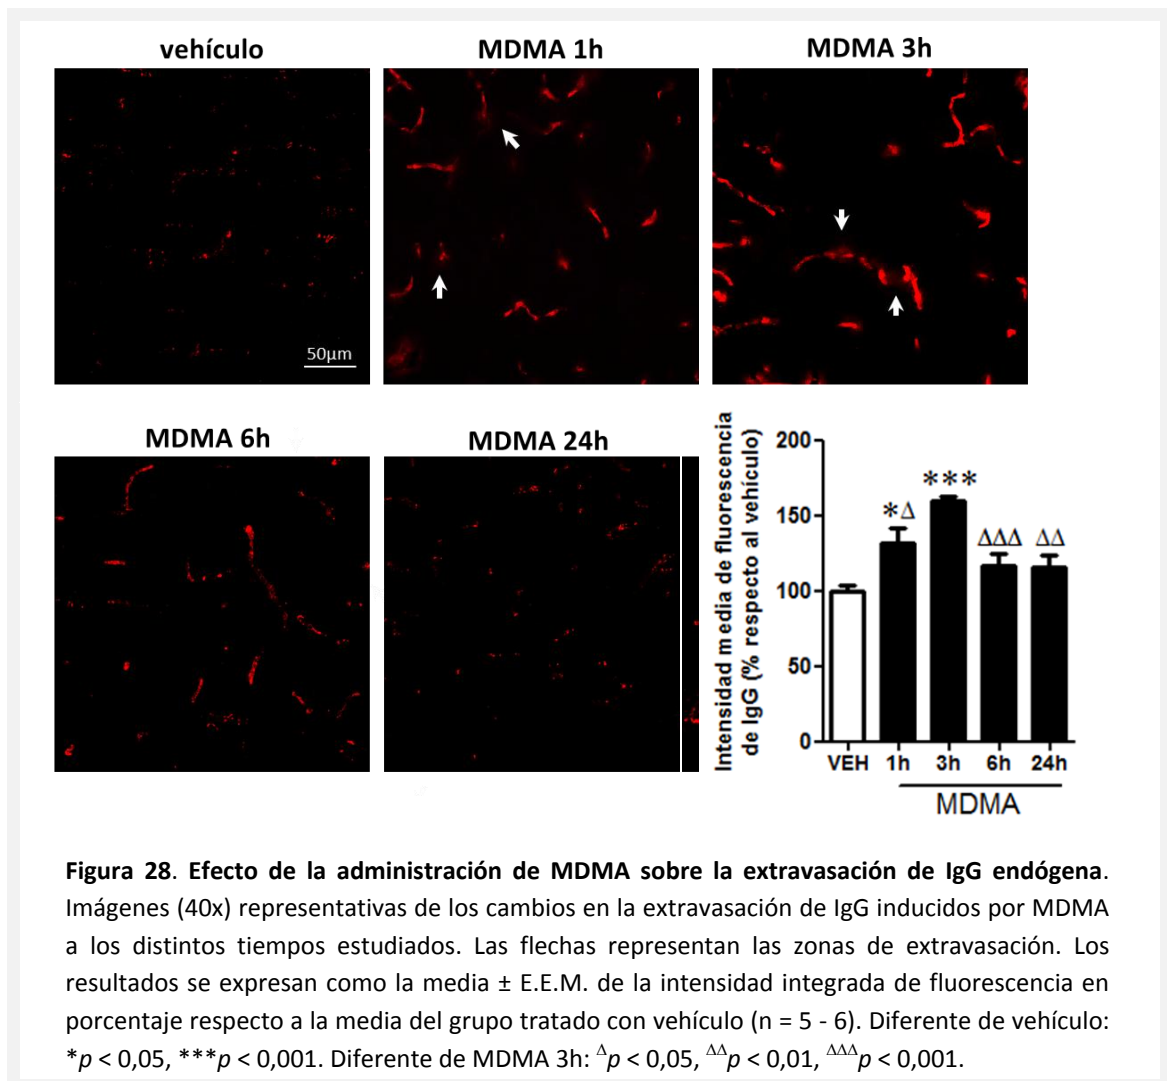 vehículo
MDMA 1h
MDMA 3h
50µm
MDMA 6h
MDMA 24h
Intensidad media de fluorescencia
de IgG (% respecto al vehículo)
200
150
100
50
0
*Δ
***
ΔΔΔ
ΔΔ
VEH 1h 3h 6h 24h
MDMA
Figura 28. Efecto de la administración de MDMA sobre la extravasación de IgG endógena.
Imágenes (40x) representativas de los cambios en la extravasación de IgG inducidos por MDMA
a los distintos tiempos estudiados. Las flechas representan las zonas de extravasación. Los
resultados se expresan como la media ± E.E.M. de la intensidad integrada de fluorescencia en
porcentaje respecto a la media del grupo tratado con vehículo (n = 5 - 6). Diferente de vehículo:
*p < 0,05, ***p < 0,001. Diferente de MDMA 3h: Δp < 0,05, ΔΔp < 0,01, ΔΔΔp < 0,001.